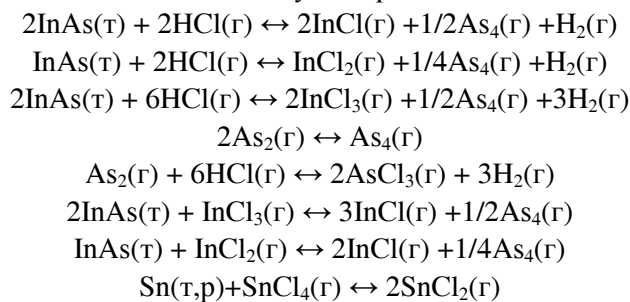 2InAs(т) + 2HCl(г) ↔ 2InCl(г) +1/2As₄(г)+H₂(г)
InAs(т) + 2HCl(г) ↔ InCl₂(г) +1/4As₄(г) +H₂(г)
2InAs(т) + 6HCl(г) ↔ 2InCl₃(г) +1/2As₄(г)+3H₂(г)
2As₂(г) ↔ As₄(г)
As₂(г) + 6HCl(г) ↔ 2AsCl₃(г) + 3H₂(г)
2InAs(т) + InCl₃(г) ↔ 3InCl(г) +1/2As₄(г)
InAs(т) + InCl₂(г) ↔ 2InCl(г) +1/4As₄(г)
Sn(т,р)+SnCl₄(г) ↔ 2SnCl₂(г)